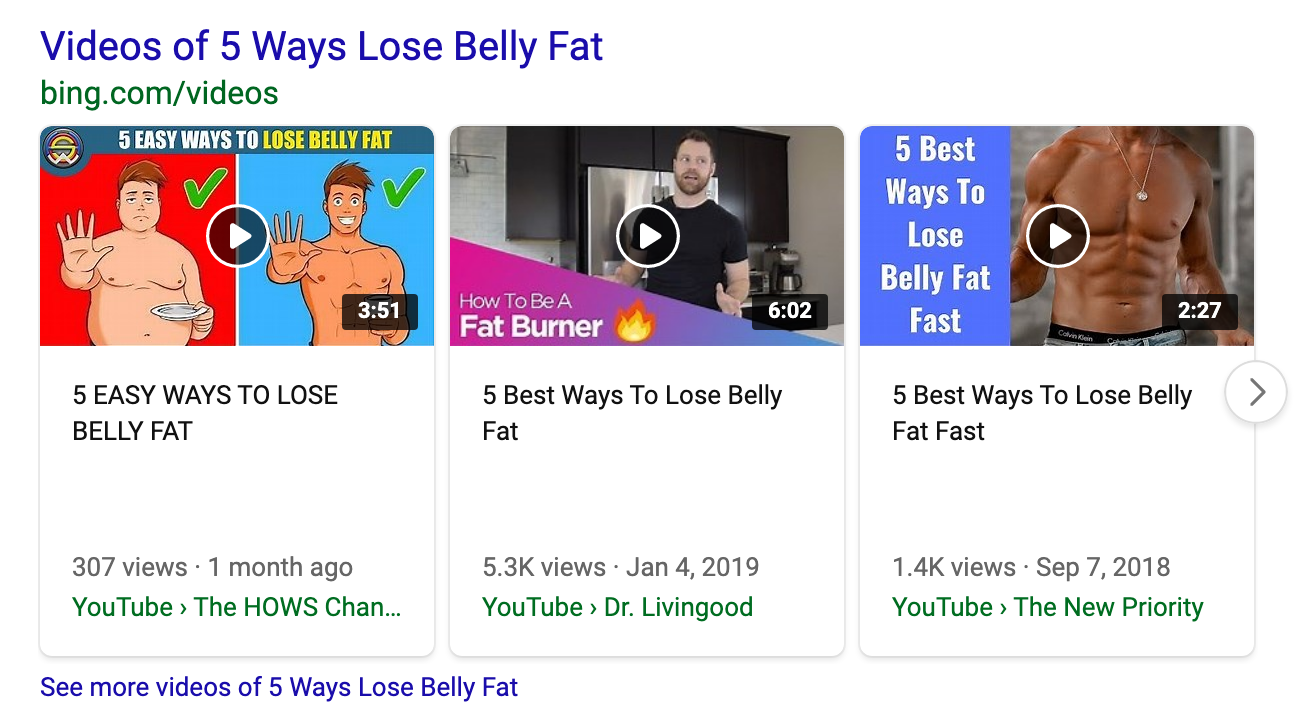 Videos of 5 Ways Lose Belly Fat
bing.com/videos
5 EASY WAYS TO LOSE BELLY FAT
3:51
How To Be A
Fat Burner
6:02
5 Best
Ways To
Lose
Belly Fat
Fast
Calvin Klein
2:27
5 EASY WAYS TO LOSE
BELLY FAT
307 views · 1 month ago
YouTube › The HOWS Chan...
5 Best Ways To Lose Belly
Fat
5.3K views · Jan 4, 2019
YouTube › Dr. Livingood
5 Best Ways To Lose Belly
Fat Fast
1.4K views · Sep 7, 2018
YouTube › The New Priority
See more videos of 5 Ways Lose Belly Fat